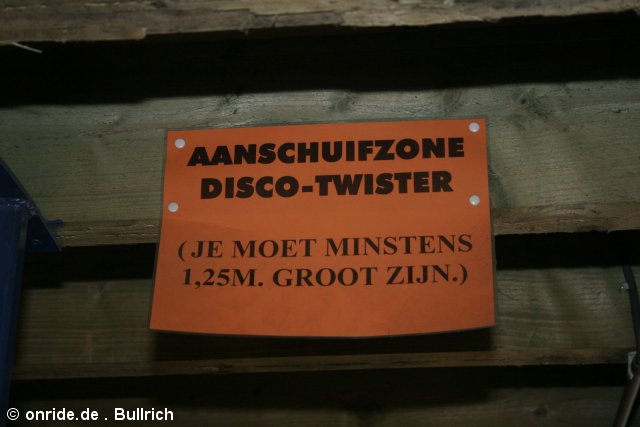 AANSCHUIFZONE
DISCO-TWISTER
(JE MOET MINSTENS
1,25M. GROOT ZIJN.)
© onride.de . Bullrich